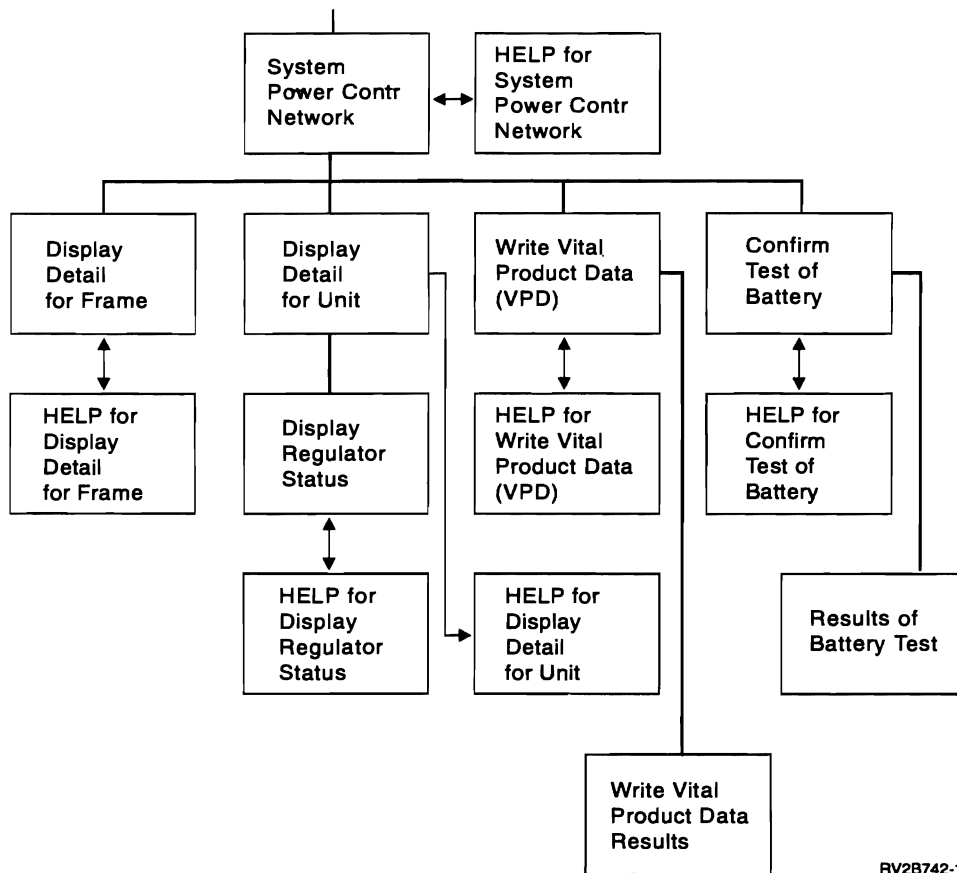 System
Power Contr
Network
HELP for
System
Power Contr
Network
Display
Detail
for Frame
Display
Detail
for Unit
Write Vital
Product Data
(VPD)
Confirm
Test of
Battery
HELP for
Display
Detail
for Frame
Display
Regulator
Status
HELP for
Write Vital
Product Data
(VPD)
HELP for
Confirm
Test of
Battery
HELP for
Display
Regulator
Status
HELP for
Display
Detail
for Unit
Results of
Battery Test
Write Vital
Product Data
Results
RV2B742-1